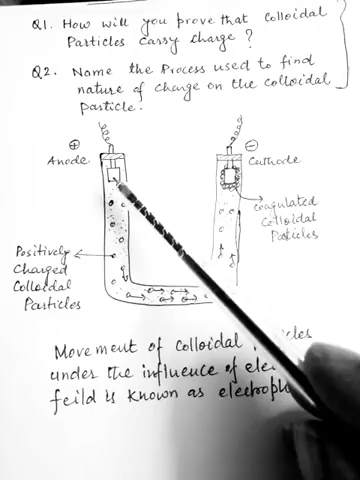 Q1. How will you prove that colloidal
Particles carry charge?
Q2. Name the Process used to find
nature of charge on the colloidal
particle.
+
Anode
−
Cathode
coagulated
Colloidal
Particles
Positively
Charged
Colloidal
Particles
Movement of colloidal
under the influence of
feild is known as